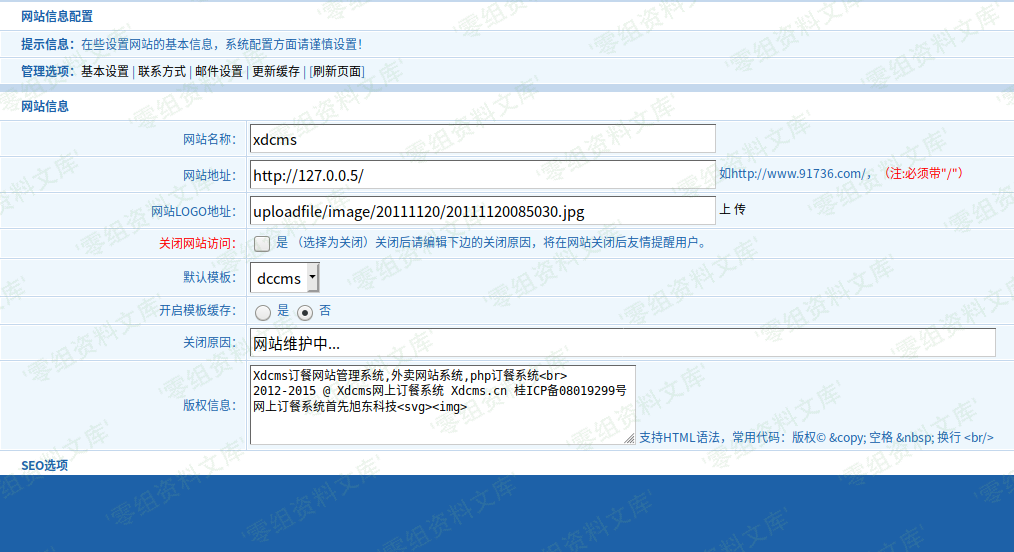 网站信息配置
提示信息：在些设置网站的基本信息，系统配置方面请谨慎设置！
管理选项：基本设置 | 联系方式 | 邮件设置 | 更新缓存 | [刷新页面]
网站信息
网站名称： xdcms
网站地址： http://127.0.0.5/ 如http://www.91736.com/，（注:必须带"/"）
网站LOGO地址： uploadfile/image/20111120/20111120085030.jpg 上 传
关闭网站访问： 是 （选择为关闭）关闭后请编辑下边的关闭原因，将在网站关闭后友情提醒用户。
默认模板： dccms
开启模板缓存： 是 否
关闭原因： 网站维护中...
版权信息： Xdcms订餐网站管理系统,外卖网站系统,php订餐系统<br>
2012-2015 @ Xdcms网上订餐系统 Xdcms.cn 桂ICP备08019299号
网上订餐系统首先旭东科技<svg><img>
支持HTML语法，常用代码：版权© &copy; 空格 &nbsp; 换行 <br/>
SEO选项
'零组资料文库'